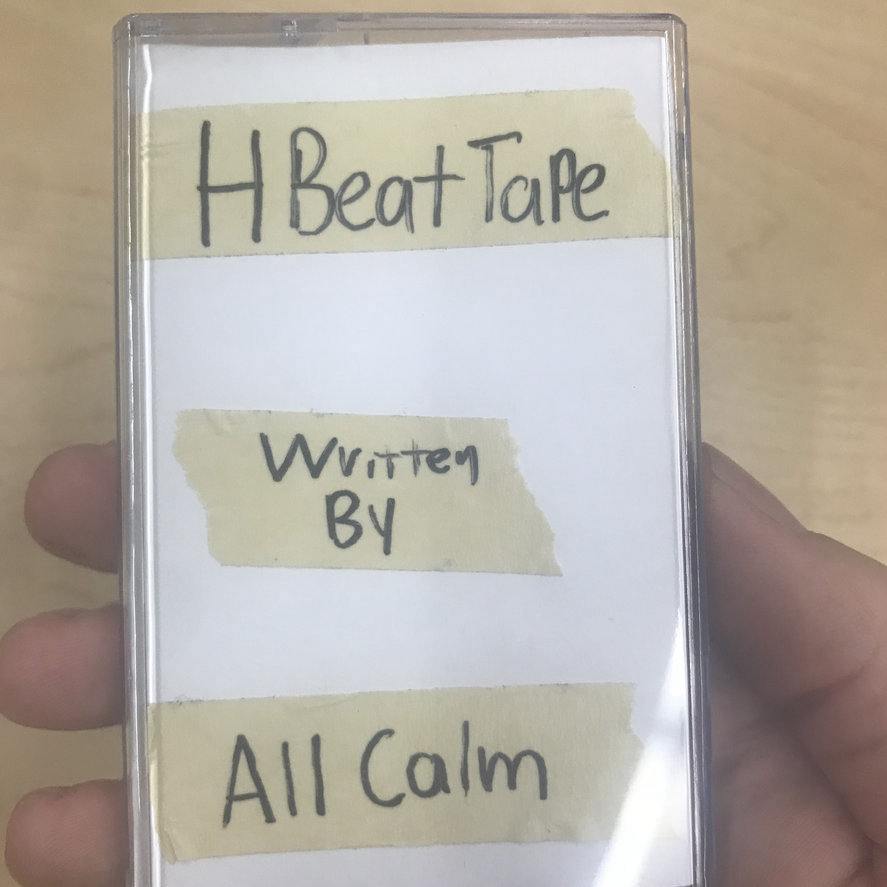 H Beat Tape
Written
By
All Calm